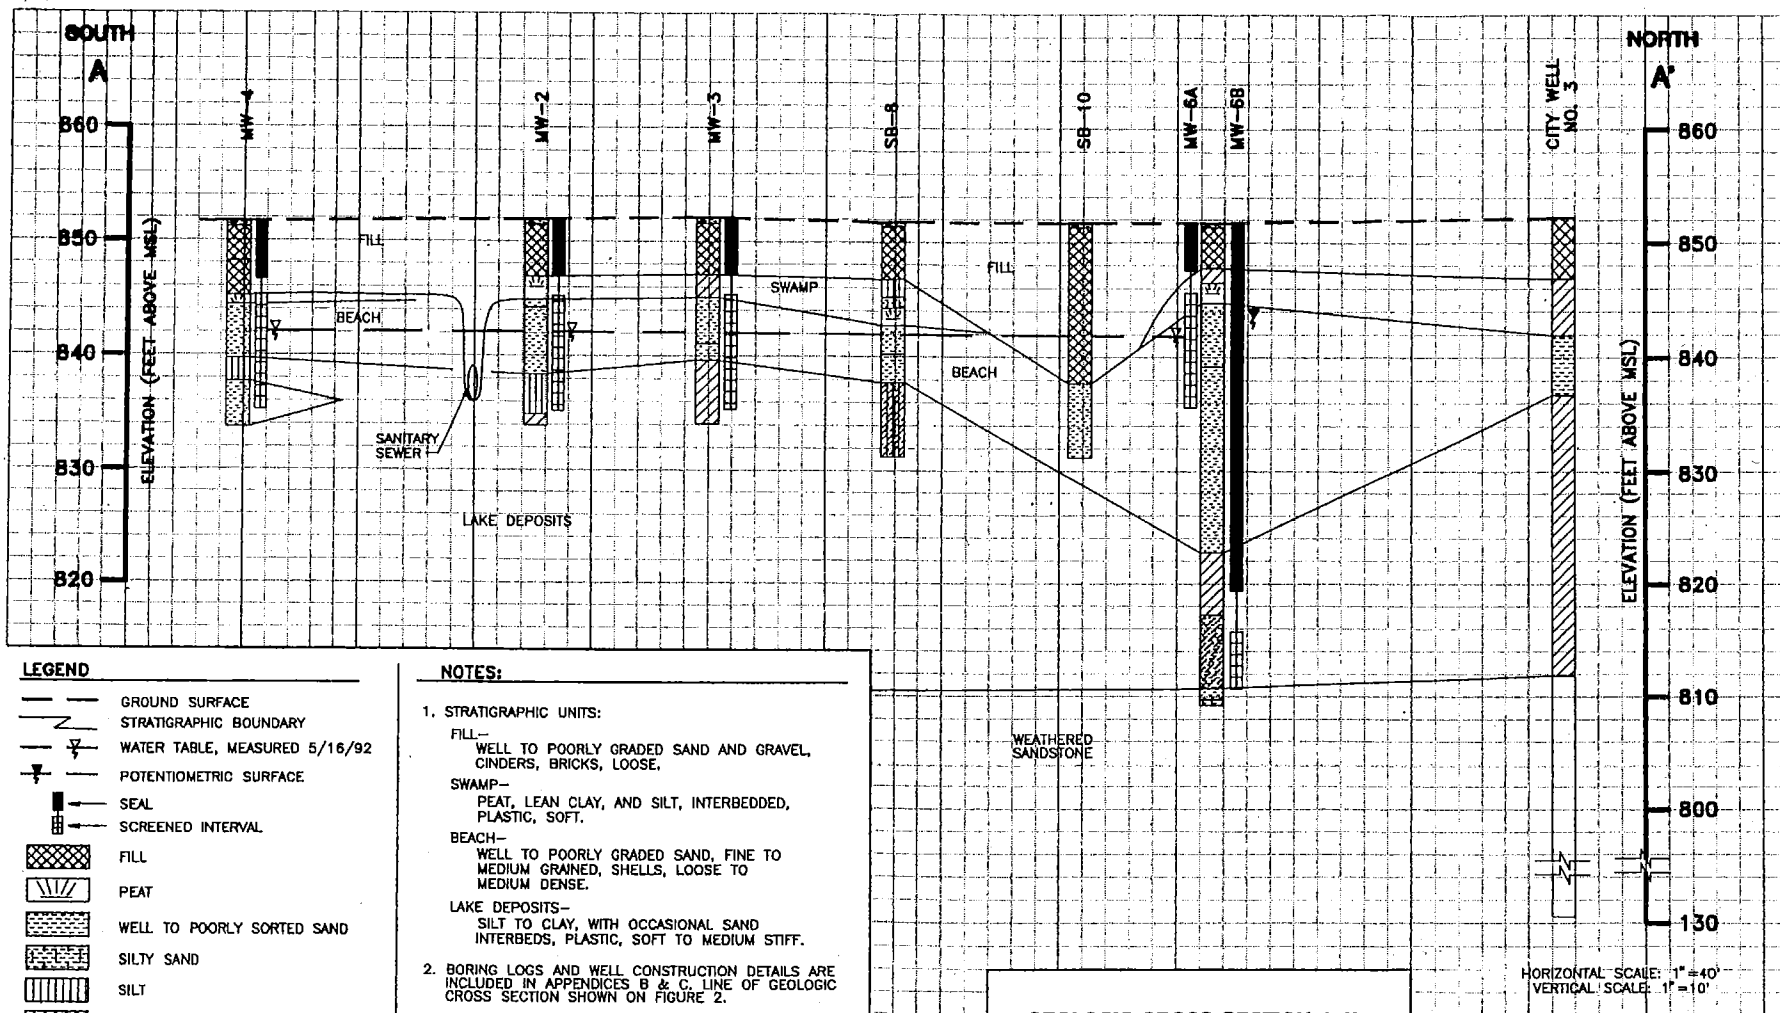 SOUTH
A
NORTH
A'
MW-
MW-2
MW-3
SB-8
SB-10
MW-6A
MW-6B
CITY WELL
NO. 3
860
850
840
830
820
ELEVATION (FEET ABOVE MSL)
860
850
840
830
820
810
800
130
ELEVATION (FEET ABOVE MSL)
FILL
BEACH
SWAMP
FILL
BEACH
SANITARY
SEWER
LAKE DEPOSITS
WEATHERED
SANDSTONE
HORIZONTAL SCALE: 1"=40'
VERTICAL SCALE: 1"=10'
LEGEND
GROUND SURFACE
STRATIGRAPHIC BOUNDARY
WATER TABLE, MEASURED 5/16/92
POTENTIOMETRIC SURFACE
SEAL
SCREENED INTERVAL
FILL
PEAT
WELL TO POORLY SORTED SAND
SILTY SAND
SILT
NOTES:
1. STRATIGRAPHIC UNITS:
FILL-
WELL TO POORLY GRADED SAND AND GRAVEL,
CINDERS, BRICKS, LOOSE.
SWAMP-
PEAT, LEAN CLAY, AND SILT, INTERBEDDED,
PLASTIC, SOFT.
BEACH-
WELL TO POORLY GRADED SAND, FINE TO
MEDIUM GRAINED, SHELLS, LOOSE TO
MEDIUM DENSE.
LAKE DEPOSITS-
SILT TO CLAY, WITH OCCASIONAL SAND
INTERBEDS, PLASTIC, SOFT TO MEDIUM STIFF.
2. BORING LOGS AND WELL CONSTRUCTION DETAILS ARE
INCLUDED IN APPENDICES B & C. LINE OF GEOLOGIC
CROSS SECTION SHOWN ON FIGURE 2.